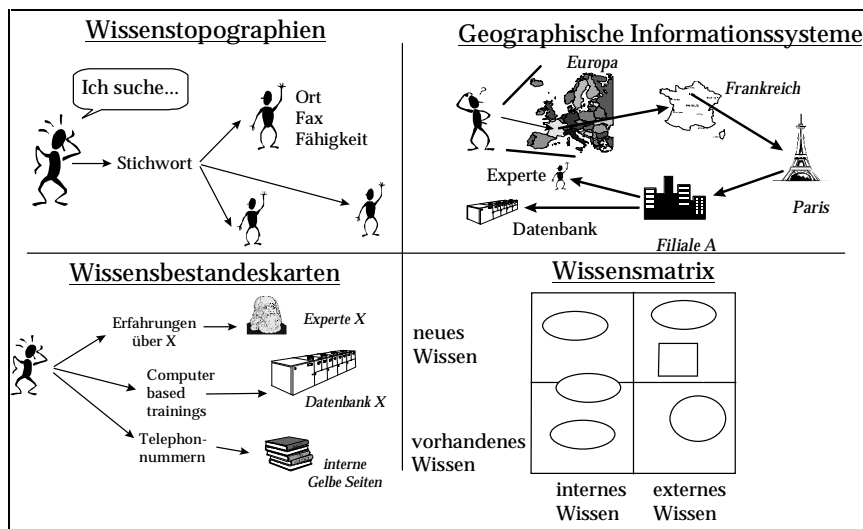 Wissenstopographien
Ich suche...
Ort
Fax
Fähigkeit
Stichwort
Geographische Informationssysteme
Europa
?
Frankreich
PARIS
Experte
Datenbank
Filiale A
Paris
Wissensbestandeskarten
Erfahrungen
über X
Experte X
Computer
based
trainings
Datenbank X
Telephon-
nummern
interne
Gelbe Seiten
Wissensmatrix
neues
Wissen
vorhandenes
Wissen
internes
Wissen
externes
Wissen